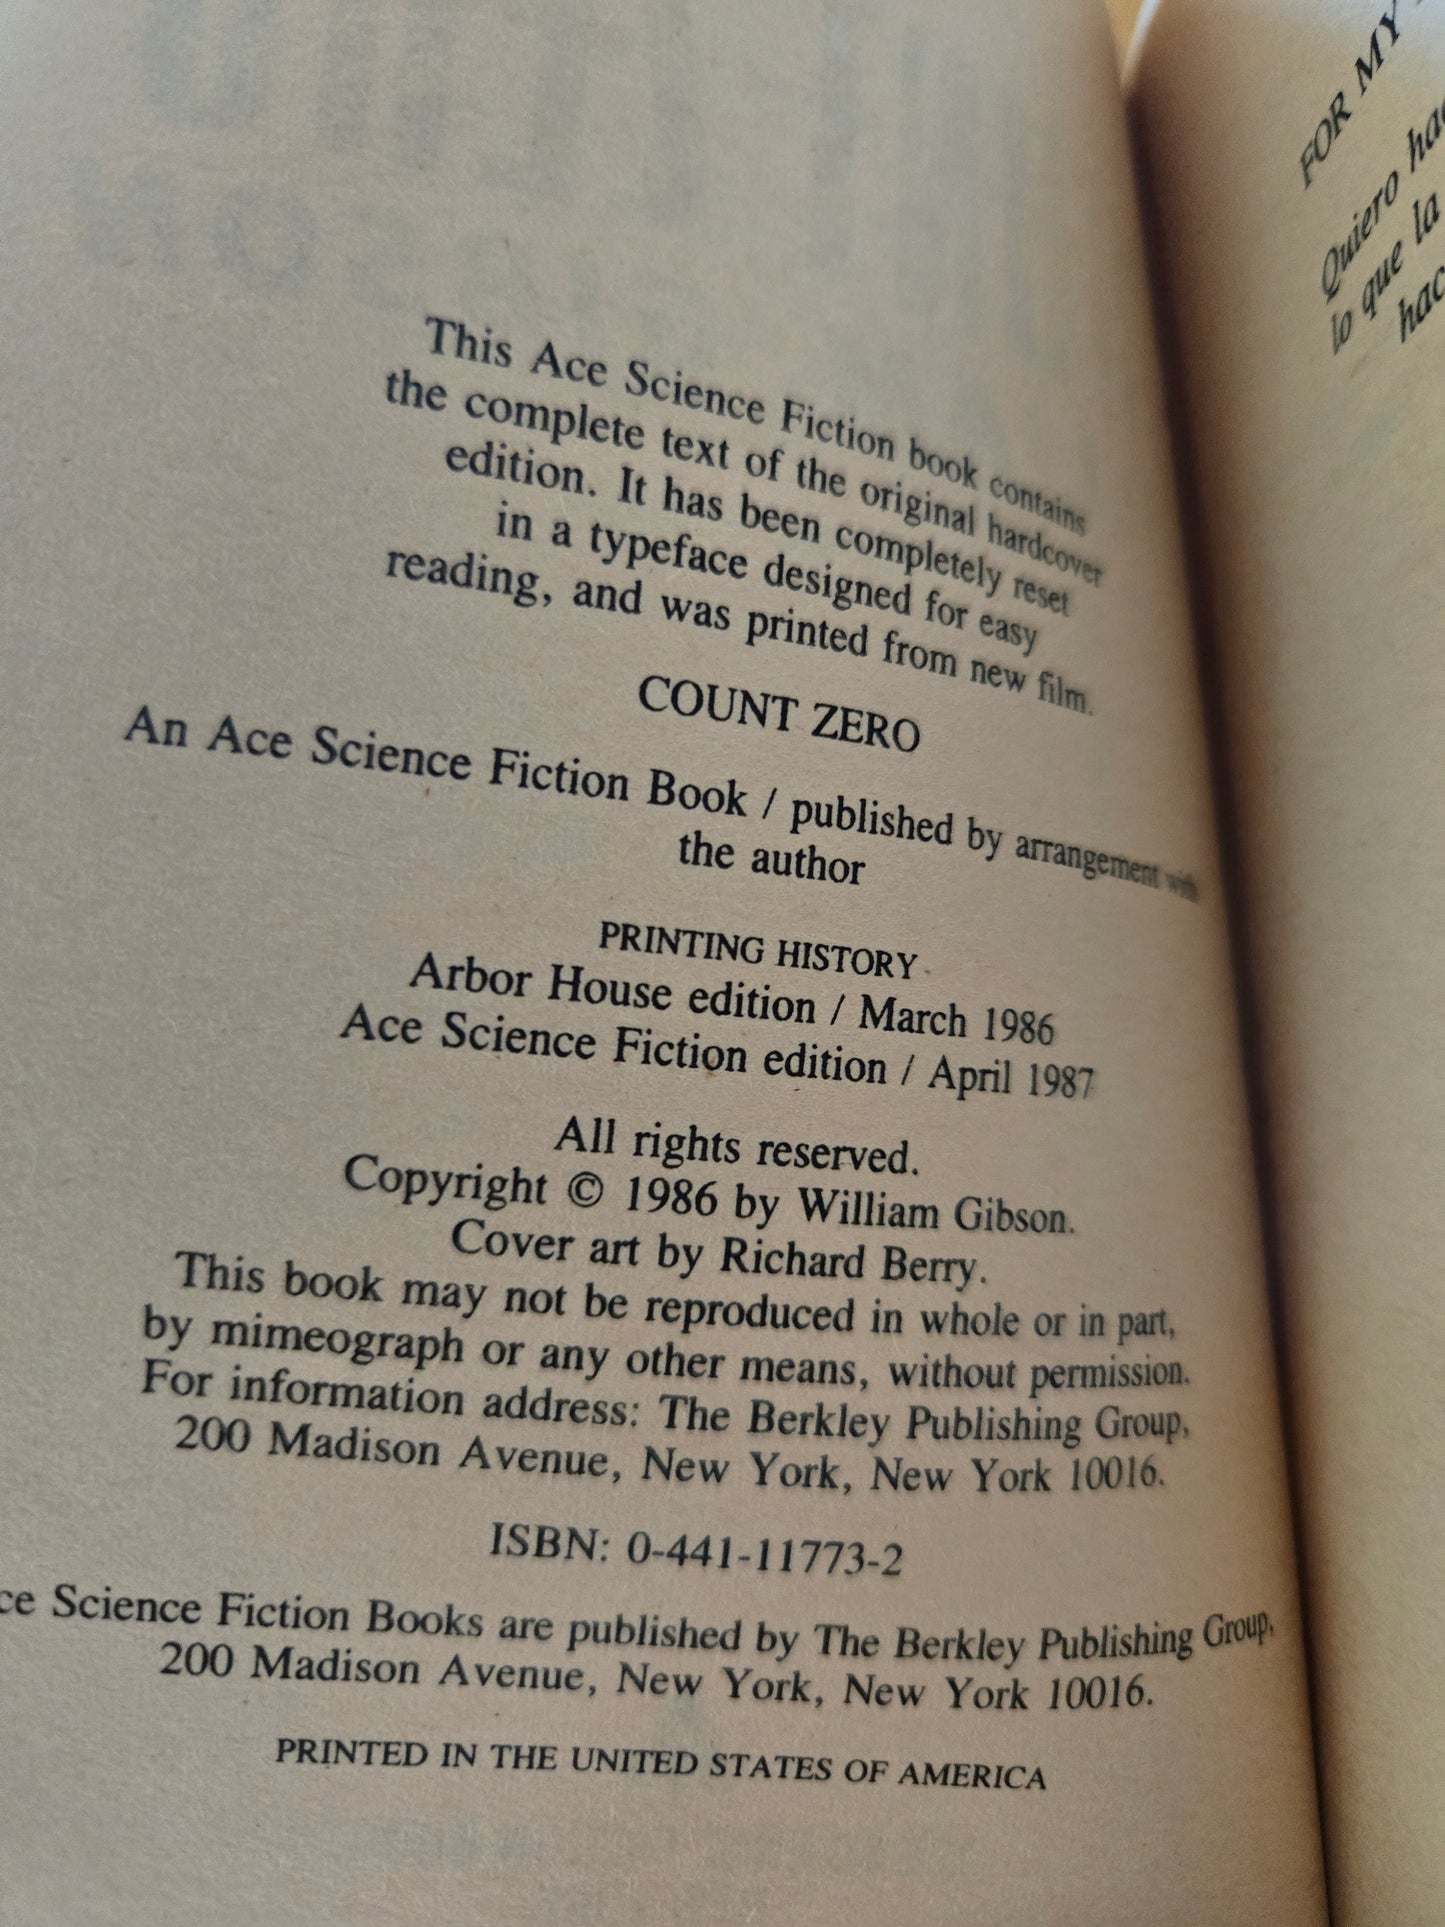 This Ace Science Fiction book contains
the complete text of the original hardcover
edition. It has been completely reset
in a typeface designed for easy
reading, and was printed from new film.
COUNT ZERO
An Ace Science Fiction Book / published by arrangement with
the author
PRINTING HISTORY
Arbor House edition / March 1986
Ace Science Fiction edition / April 1987
All rights reserved.
Copyright © 1986 by William Gibson.
Cover art by Richard Berry.
This book may not be reproduced in whole or in part,
by mimeograph or any other means, without permission.
For information address: The Berkley Publishing Group,
200 Madison Avenue, New York, New York 10016.
ISBN: 0-441-11773-2
ce Science Fiction Books are published by The Berkley Publishing Group,
200 Madison Avenue, New York, New York 10016.
PRINTED IN THE UNITED STATES OF AMERICA
FOR MY
Quiero hac
lo que la
hac